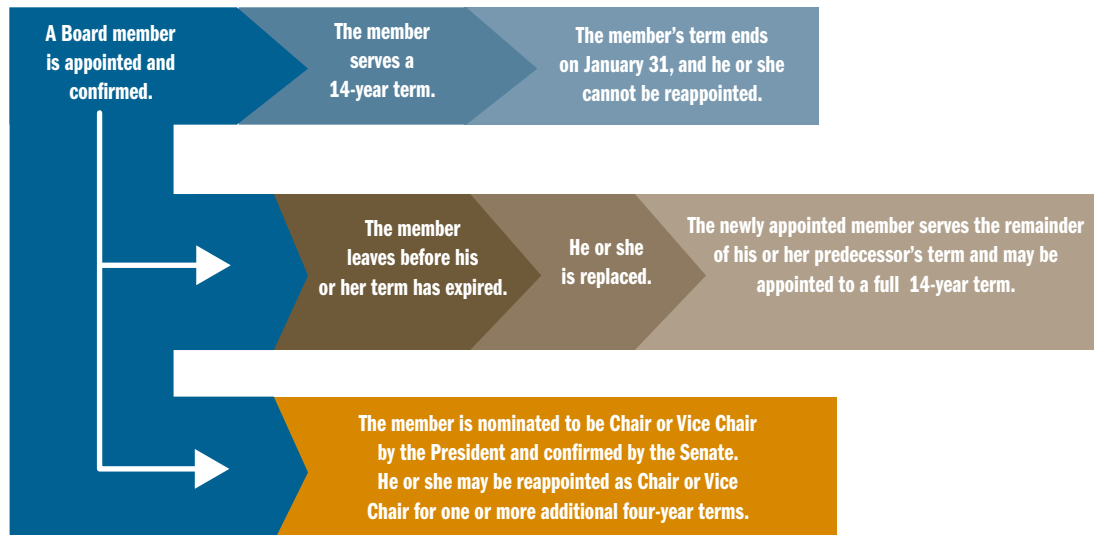 A Board member
is appointed and
confirmed.
The member
serves a
14-year term.
The member’s term ends
on January 31, and he or she
cannot be reappointed.
The member
leaves before his
or her term has expired.
He or she
is replaced.
The newly appointed member serves the remainder
of his or her predecessor’s term and may be
appointed to a full 14-year term.
The member is nominated to be Chair or Vice Chair
by the President and confirmed by the Senate.
He or she may be reappointed as Chair or Vice
Chair for one or more additional four-year terms.